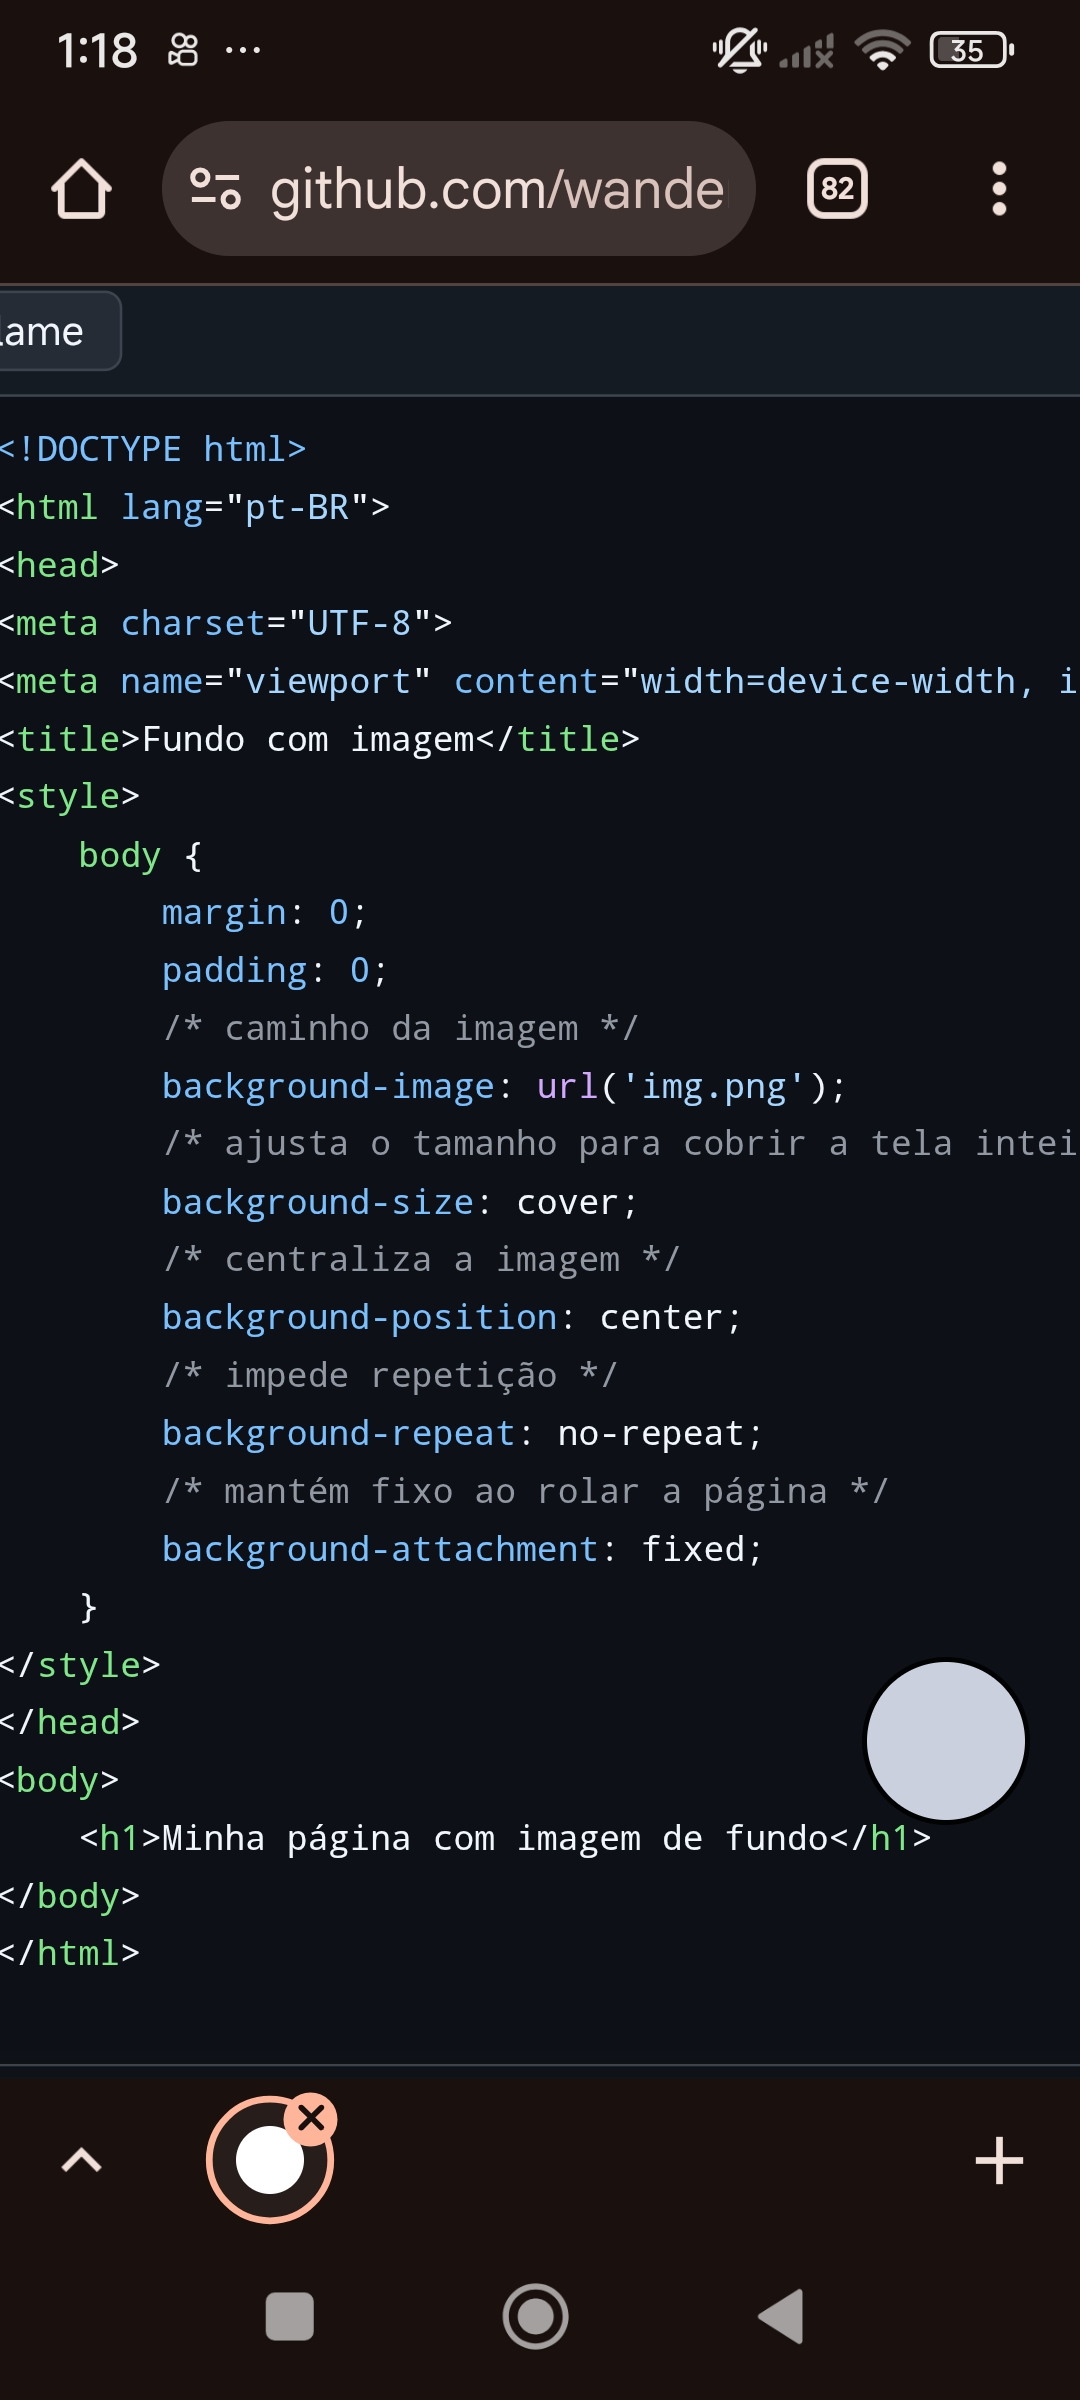 1:18
35
github.com/wande
82
lame
<!DOCTYPE html>
<html lang="pt-BR">
<head>
<meta charset="UTF-8">
<meta name="viewport" content="width=device-width, i
<title>Fundo com imagem</title>
<style>
    body {
        margin: 0;
        padding: 0;
        /* caminho da imagem */
        background-image: url('img.png');
        /* ajusta o tamanho para cobrir a tela intei
        background-size: cover;
        /* centraliza a imagem */
        background-position: center;
        /* impede repetição */
        background-repeat: no-repeat;
        /* mantém fixo ao rolar a página */
        background-attachment: fixed;
    }
</style>
</head>
<body>
    <h1>Minha página com imagem de fundo</h1>
</body>
</html>